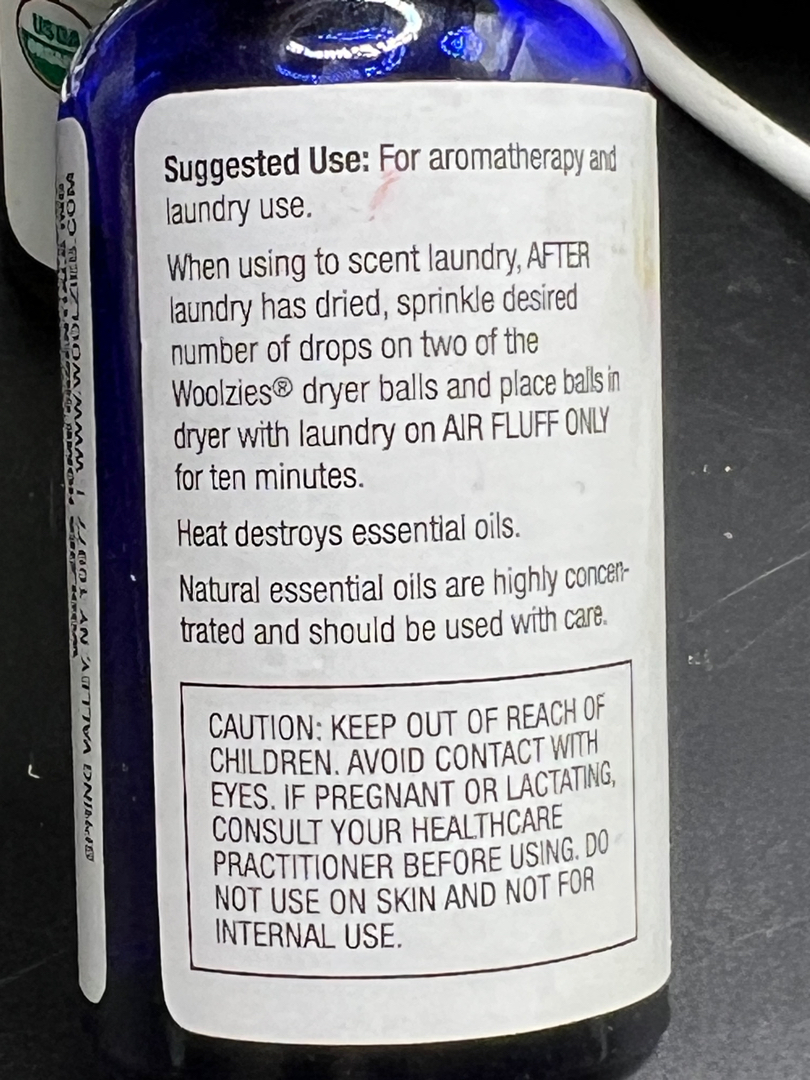 USDA
Suggested Use: For aromatherapy and
laundry use.
When using to scent laundry, AFTER
laundry has dried, sprinkle desired
number of drops on two of the
Woolzies® dryer balls and place balls in
dryer with laundry on AIR FLUFF ONLY
for ten minutes.
Heat destroys essential oils.
Natural essential oils are highly concen-
trated and should be used with care.
CAUTION: KEEP OUT OF REACH OF
CHILDREN. AVOID CONTACT WITH
EYES. IF PREGNANT OR LACTATING,
CONSULT YOUR HEALTHCARE
PRACTITIONER BEFORE USING. DO
NOT USE ON SKIN AND NOT FOR
INTERNAL USE.